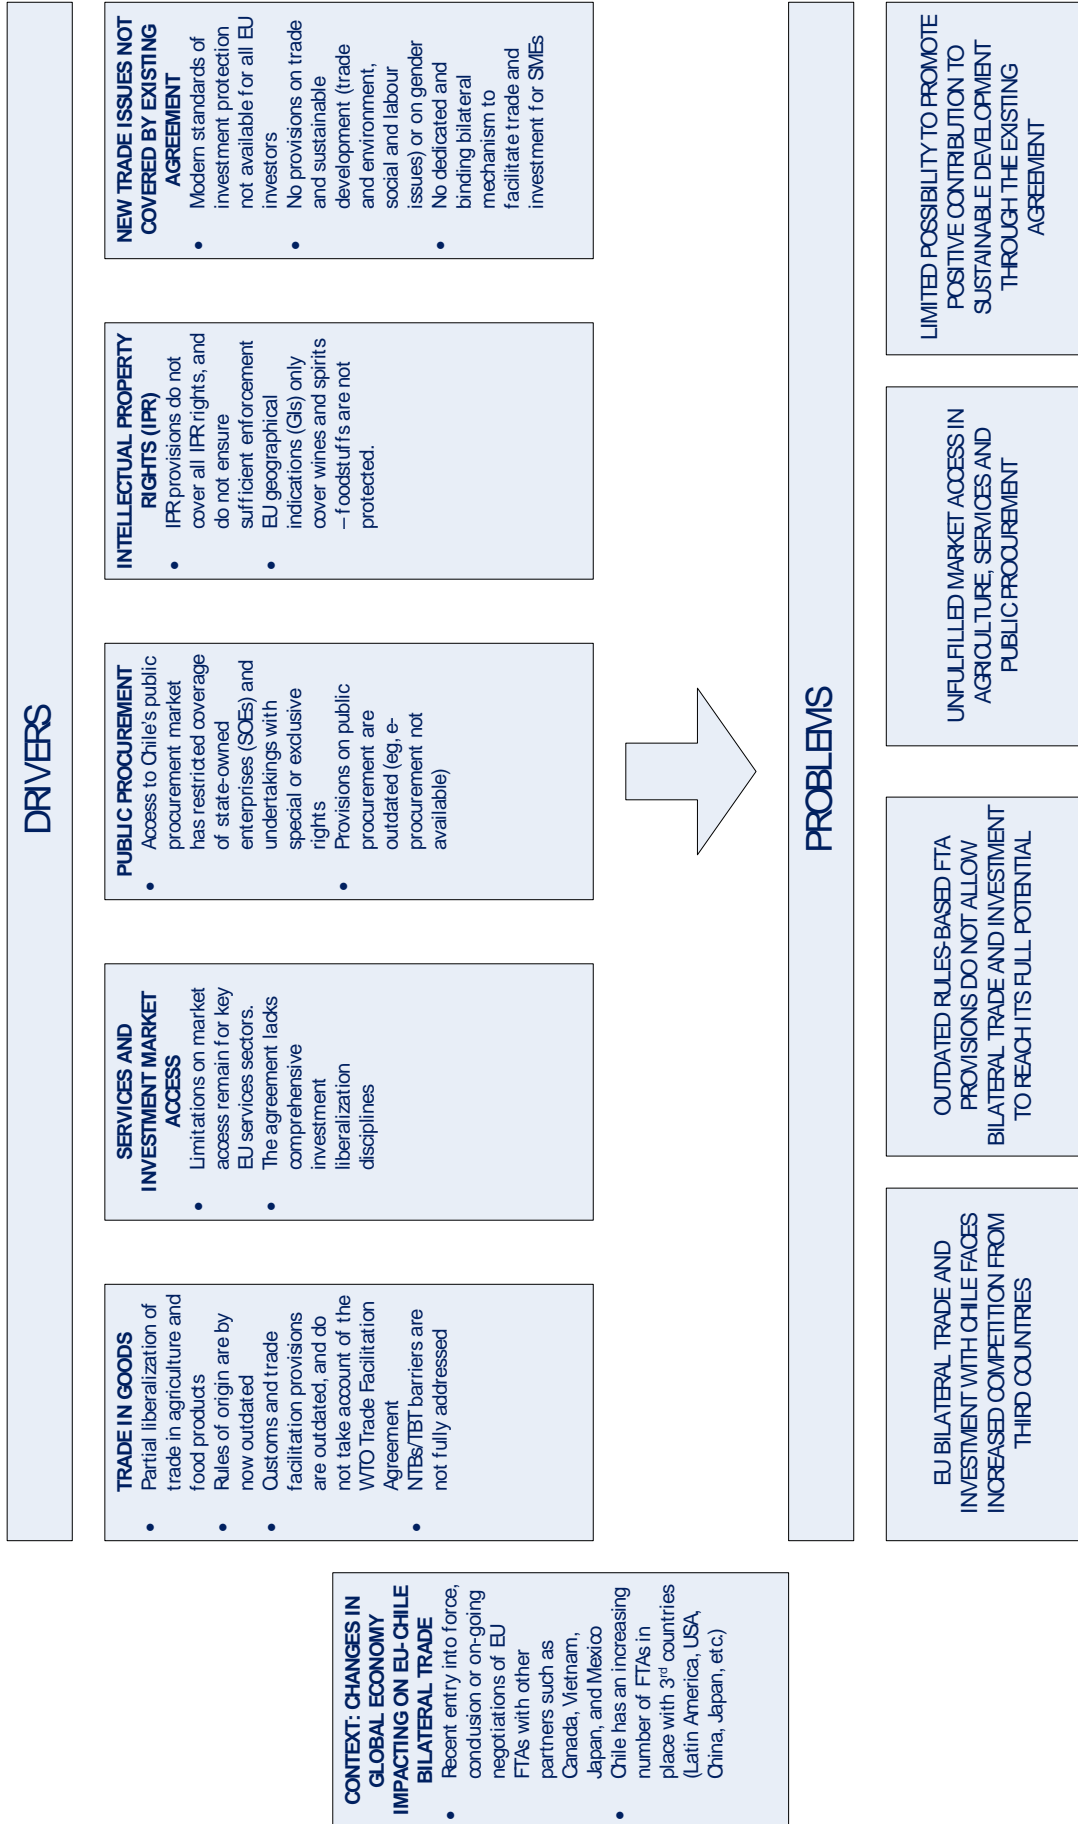 DRIVERS
CONTEXT: CHANGES IN
GLOBAL ECONOMY
IMPACTING ON EU-CHILE
BILATERAL TRADE
• Recent entry into force,
conclusion or on-going
negotiations of EU
FTAs with other
partners such as
Canada, Vietnam,
Japan, and Mexico
• Chile has an increasing
number of FTAs in
place with 3rd countries
(Latin America, USA,
China, Japan, etc.)
TRADE IN GOODS
• Partial liberalization of
trade in agriculture and
food products
• Rules of origin are by
now outdated
• Customs and trade
facilitation provisions
are outdated, and do
not take account of the
WTO Trade Facilitation
Agreement
• NTBs/TBT barriers are
not fully addressed
SERVICES AND
INVESTMENT MARKET
ACCESS
• Limitations on market
access remain for key
EU services sectors.
• The agreement lacks
comprehensive
investment
liberalization
disciplines
PUBLIC PROCUREMENT
• Access to Chile's public
procurement market
has restricted coverage
of state-owned
enterprises (SOEs) and
undertakings with
special or exclusive
rights
• Provisions on public
procurement are
outdated (eg, e-
procurement not
available)
INTELLECTUAL PROPERTY
RIGHTS (IPR)
• IPR provisions do not
cover all IPR rights, and
do not ensure
sufficient enforcement
• EU geographical
indications (GIs) only
cover wines and spirits
– foodstuffs are not
protected.
NEW TRADE ISSUES NOT
COVERED BY EXISTING
AGREEMENT
• Modern standards of
investment protection
not available for all EU
investors
• No provisions on trade
and sustainable
development (trade
and environment,
social and labour
issues) or on gender
• No dedicated and
binding bilateral
mechanism to
facilitate trade and
investment for SMEs
PROBLEMS
EU BILATERAL TRADE AND
INVESTMENT WITH CHILE FACES
INCREASED COMPETITION FROM
THIRD COUNTRIES
OUTDATED RULES-BASED FTA
PROVISIONS DO NOT ALLOW
BILATERAL TRADE AND INVESTMENT
TO REACH ITS FULL POTENTIAL
UNFULFILLED MARKET ACCESS IN
AGRICULTURE, SERVICES AND
PUBLIC PROCUREMENT
LIMITED POSSIBILITY TO PROMOTE
POSITIVE CONTRIBUTION TO
SUSTAINABLE DEVELOPMENT
THROUGH THE EXISTING
AGREEMENT